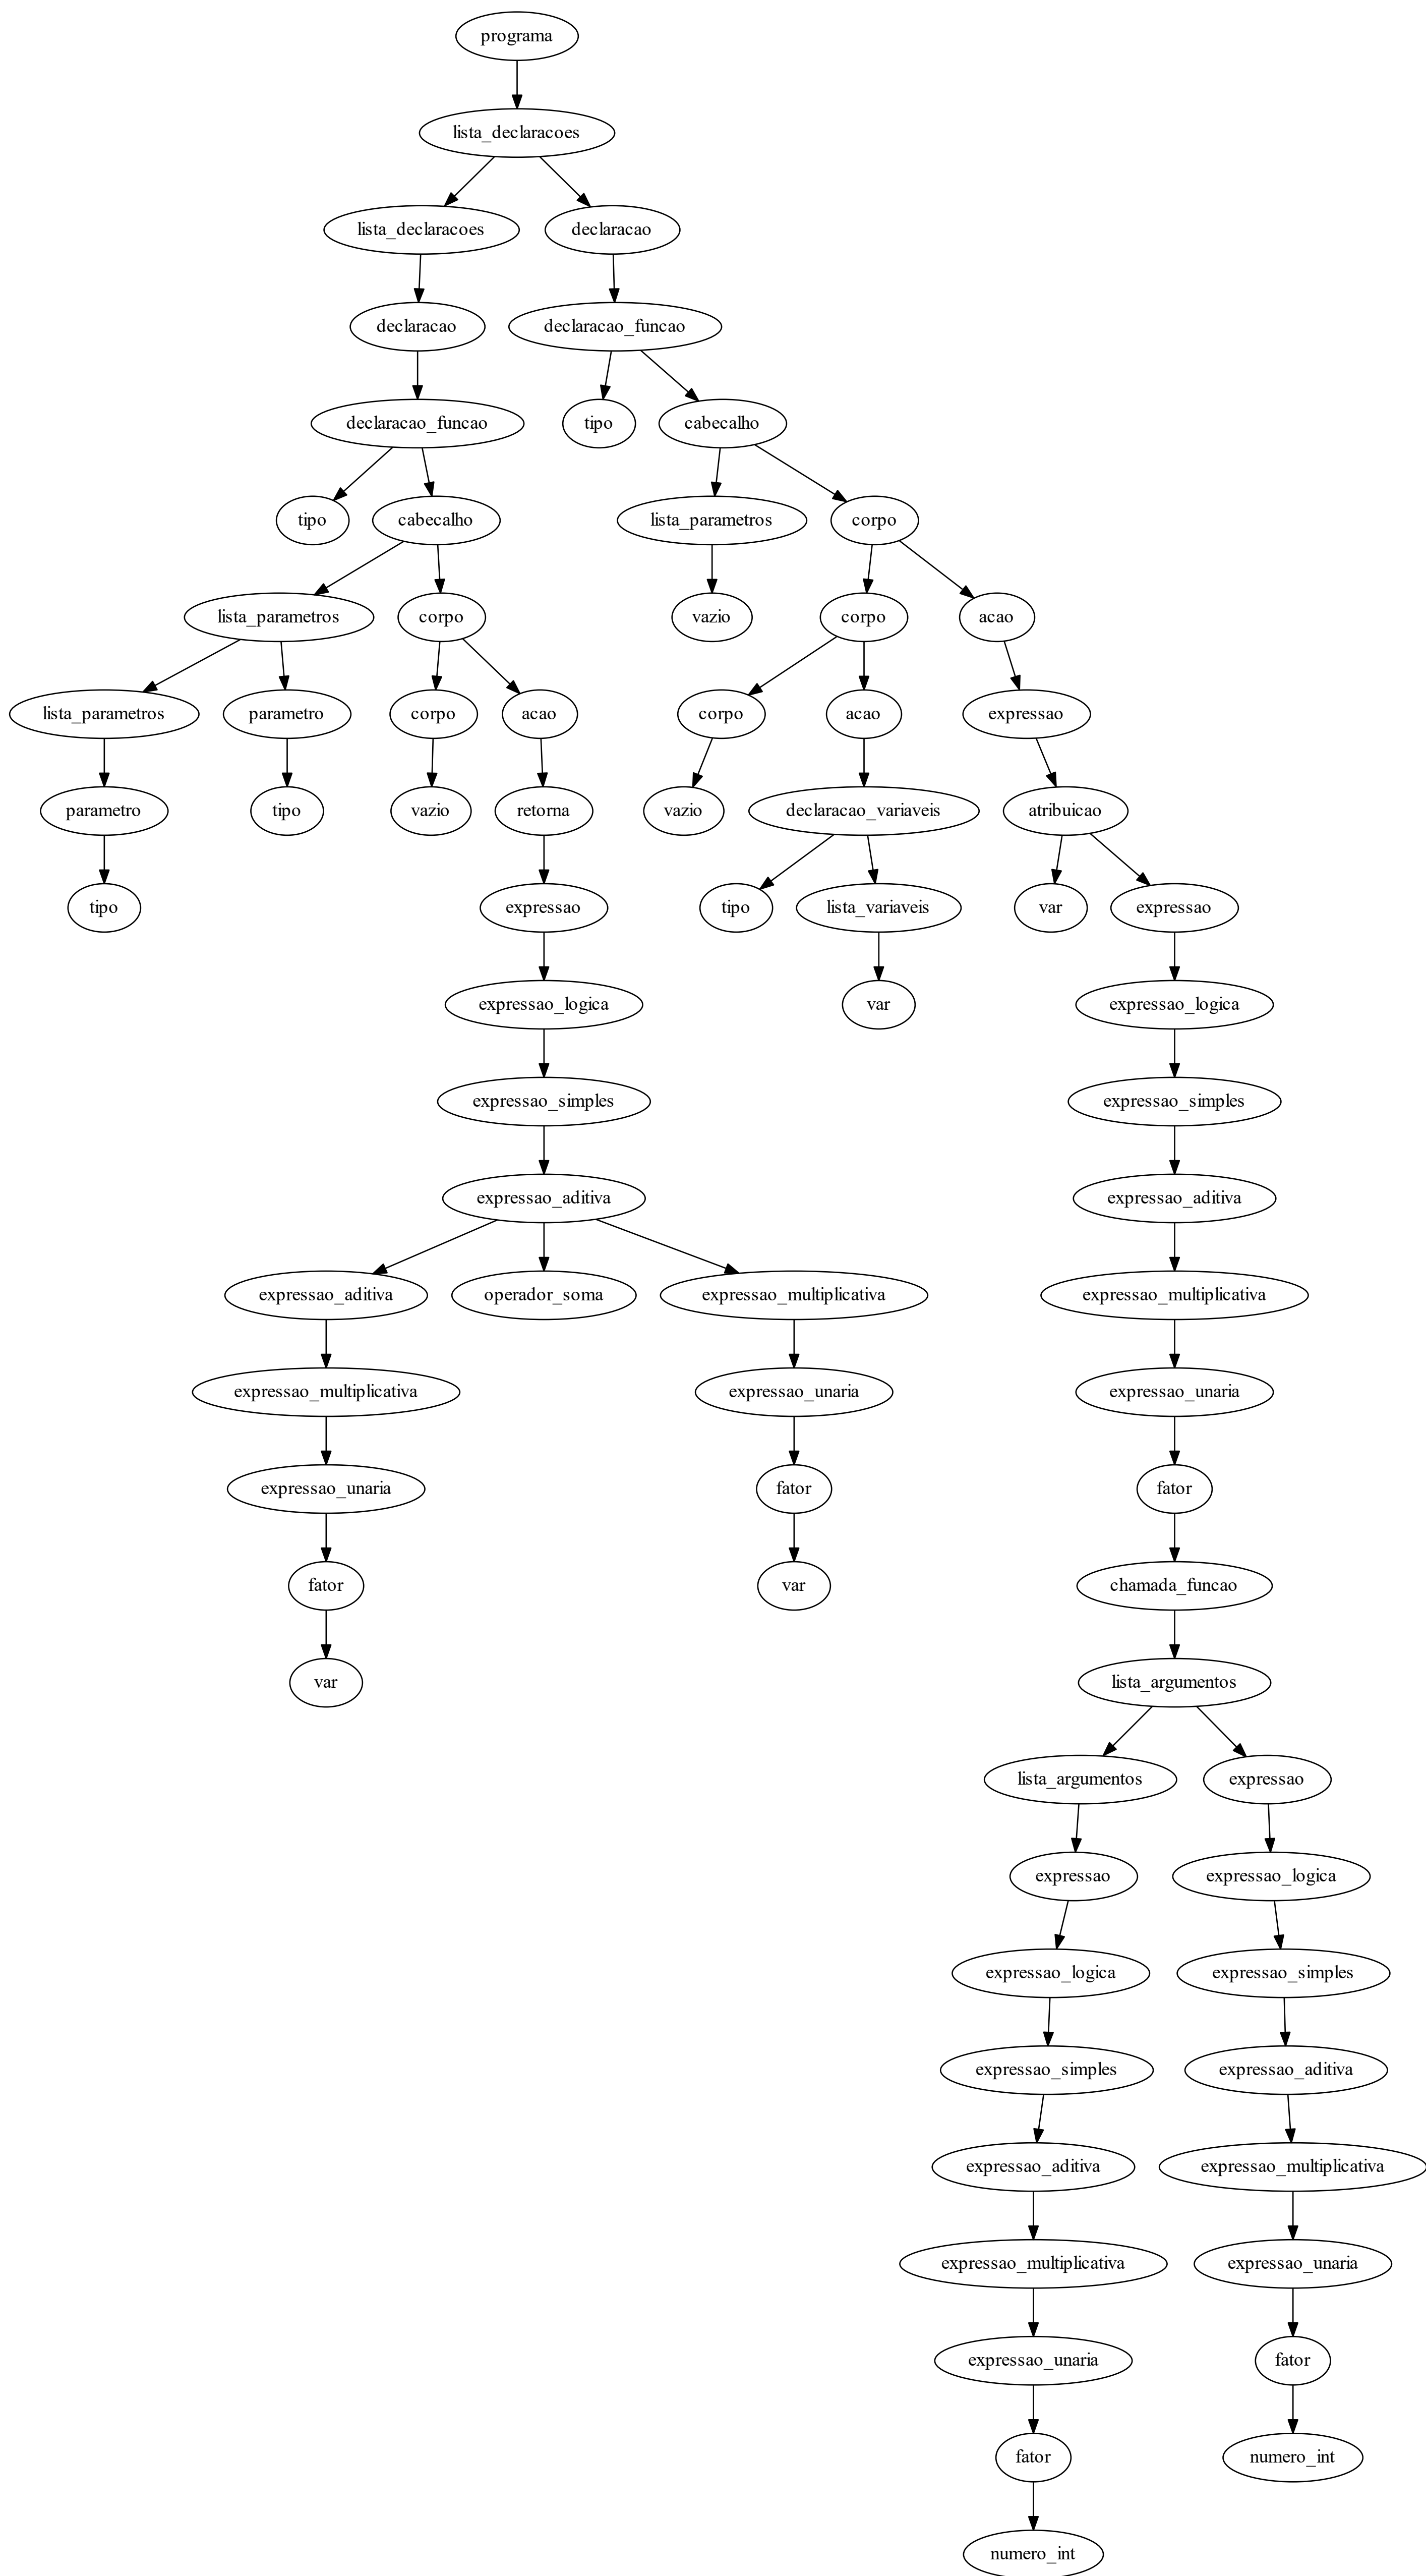 programa
lista_declaracoes
lista_declaracoes declaracao
declaracao declaracao_funcao
declaracao_funcao tipo cabecalho
tipo cabecalho lista_parametros corpo
lista_parametros corpo vazio corpo acao
lista_parametros parametro corpo acao corpo acao expressao
parametro tipo vazio retorna vazio declaracao_variaveis atribuicao
tipo expressao tipo lista_variaveis var expressao
expressao_logica var expressao_logica
expressao_simples expressao_simples
expressao_aditiva expressao_aditiva
expressao_aditiva operador_soma expressao_multiplicativa expressao_multiplicativa
expressao_multiplicativa expressao_unaria expressao_unaria
expressao_unaria fator fator
fator var chamada_funcao
var lista_argumentos
lista_argumentos expressao
expressao expressao_logica
expressao_logica expressao_simples
expressao_simples expressao_aditiva
expressao_aditiva expressao_multiplicativa
expressao_multiplicativa expressao_unaria
expressao_unaria fator
fator numero_int
numero_int